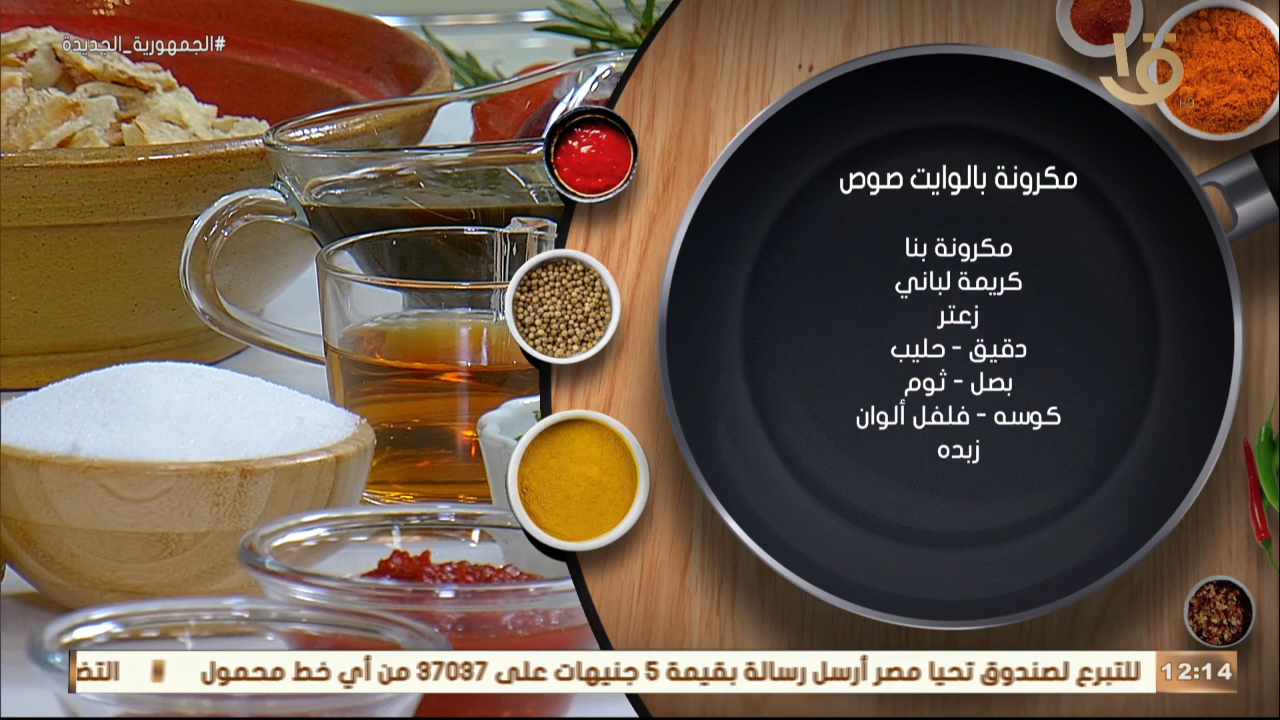 #الجمهورية_الجديدة
HD
مكرونة بالوايت صوص
مكرونة بنا
كريمة لباني
زعتر
دقيق - حليب
بصل - ثوم
كوسه - فلفل ألوان
زبده
12:14
للتبرع لصندوق تحيا مصر أرسل رسالة بقيمة 5 جنيهات على 37037 من أي خط محمول